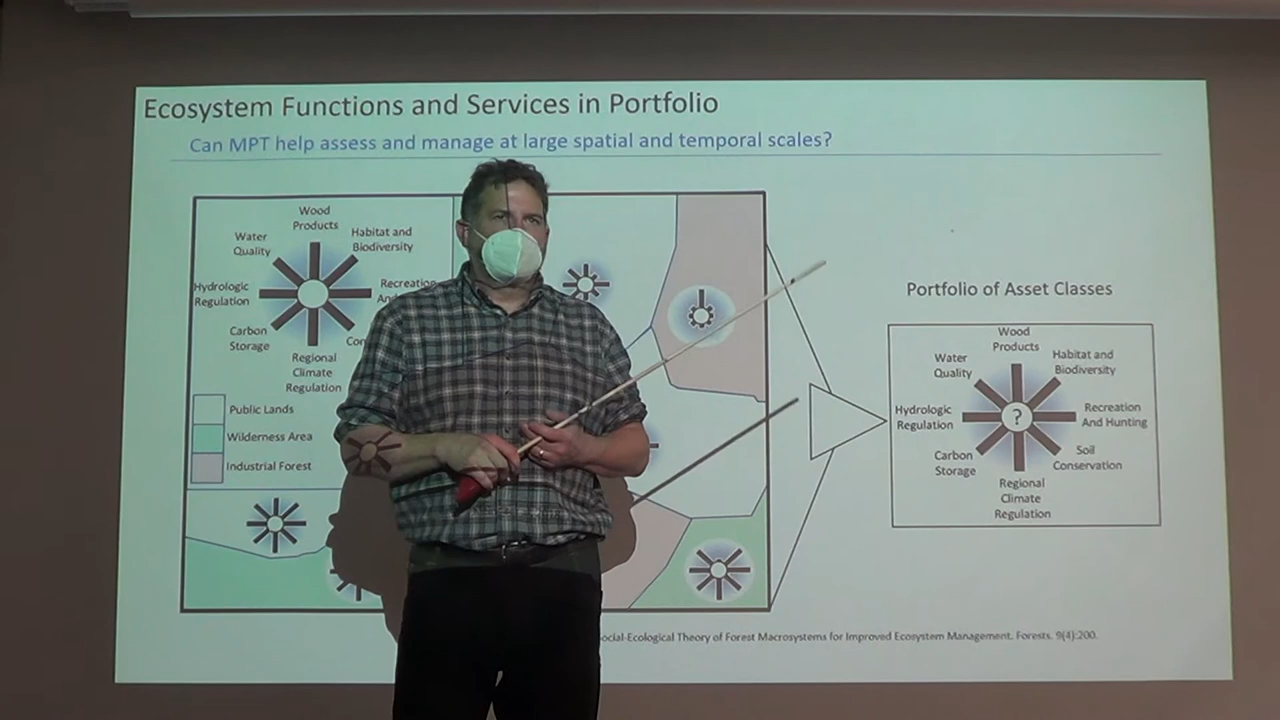 Ecosystem Functions and Services in Portfolio
Can MPT help assess and manage at large spatial and temporal scales?
Wood
Products
Water
Quality
Habitat and
Biodiversity
Hydrologic
Regulation
Recreation
Carbon
Storage
Regional
Climate
Regulation
Public Lands
Wilderness Area
Industrial Forest
Portfolio of Asset Classes
Wood
Products
Water
Quality
Habitat and
Biodiversity
Hydrologic
Regulation
?
Recreation
And Hunting
Carbon
Storage
Soil
Conservation
Regional
Climate
Regulation
Theory of Forest Macrosystems for Improved Ecosystem Management. Forests. 9(4):200.